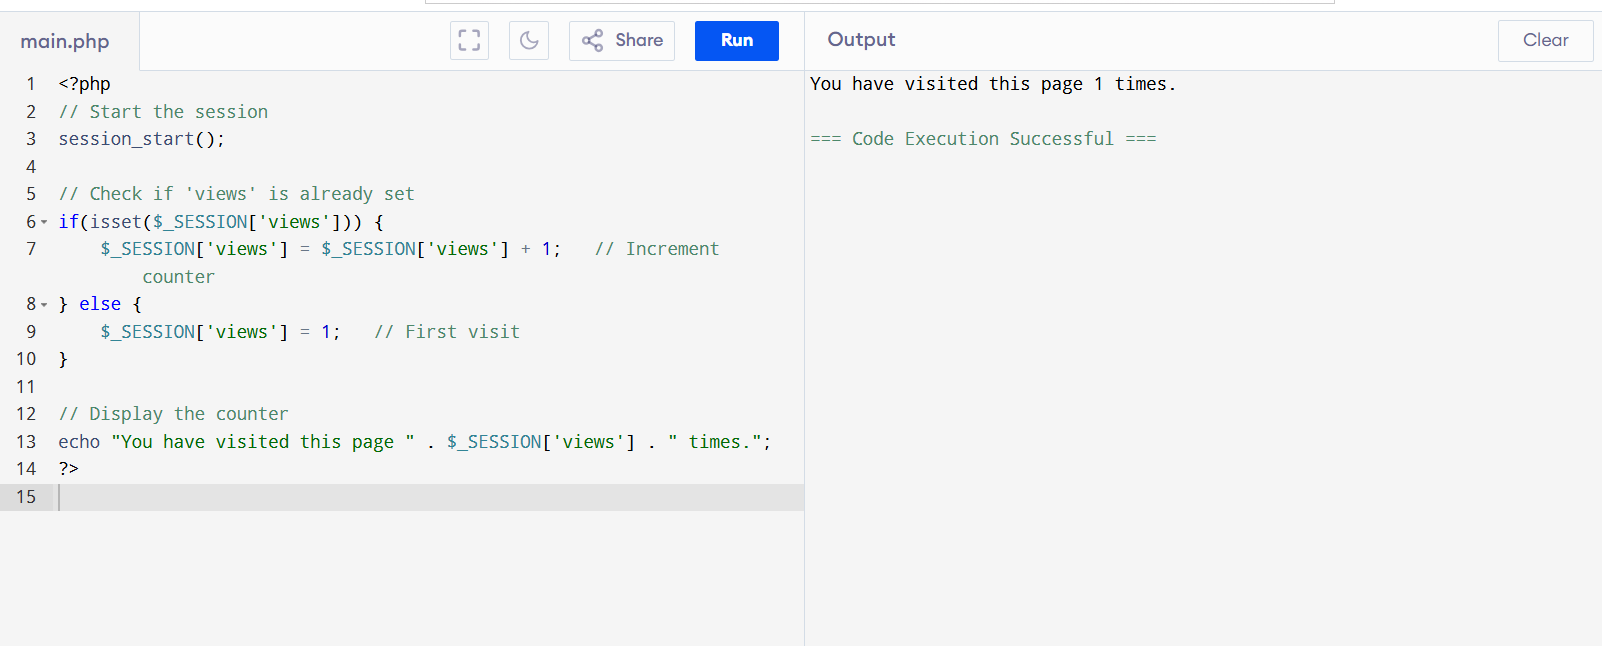 main.php
Share
Run
Output
Clear
1 <?php
2 // Start the session
3 session_start();
4
5 // Check if 'views' is already set
6 if(isset($_SESSION['views'])) {
7     $_SESSION['views'] = $_SESSION['views'] + 1;   // Increment
counter
8 } else {
9     $_SESSION['views'] = 1;   // First visit
10 }
11
12 // Display the counter
13 echo "You have visited this page " . $_SESSION['views'] . " times.";
14 ?>
15
You have visited this page 1 times.
=== Code Execution Successful ===